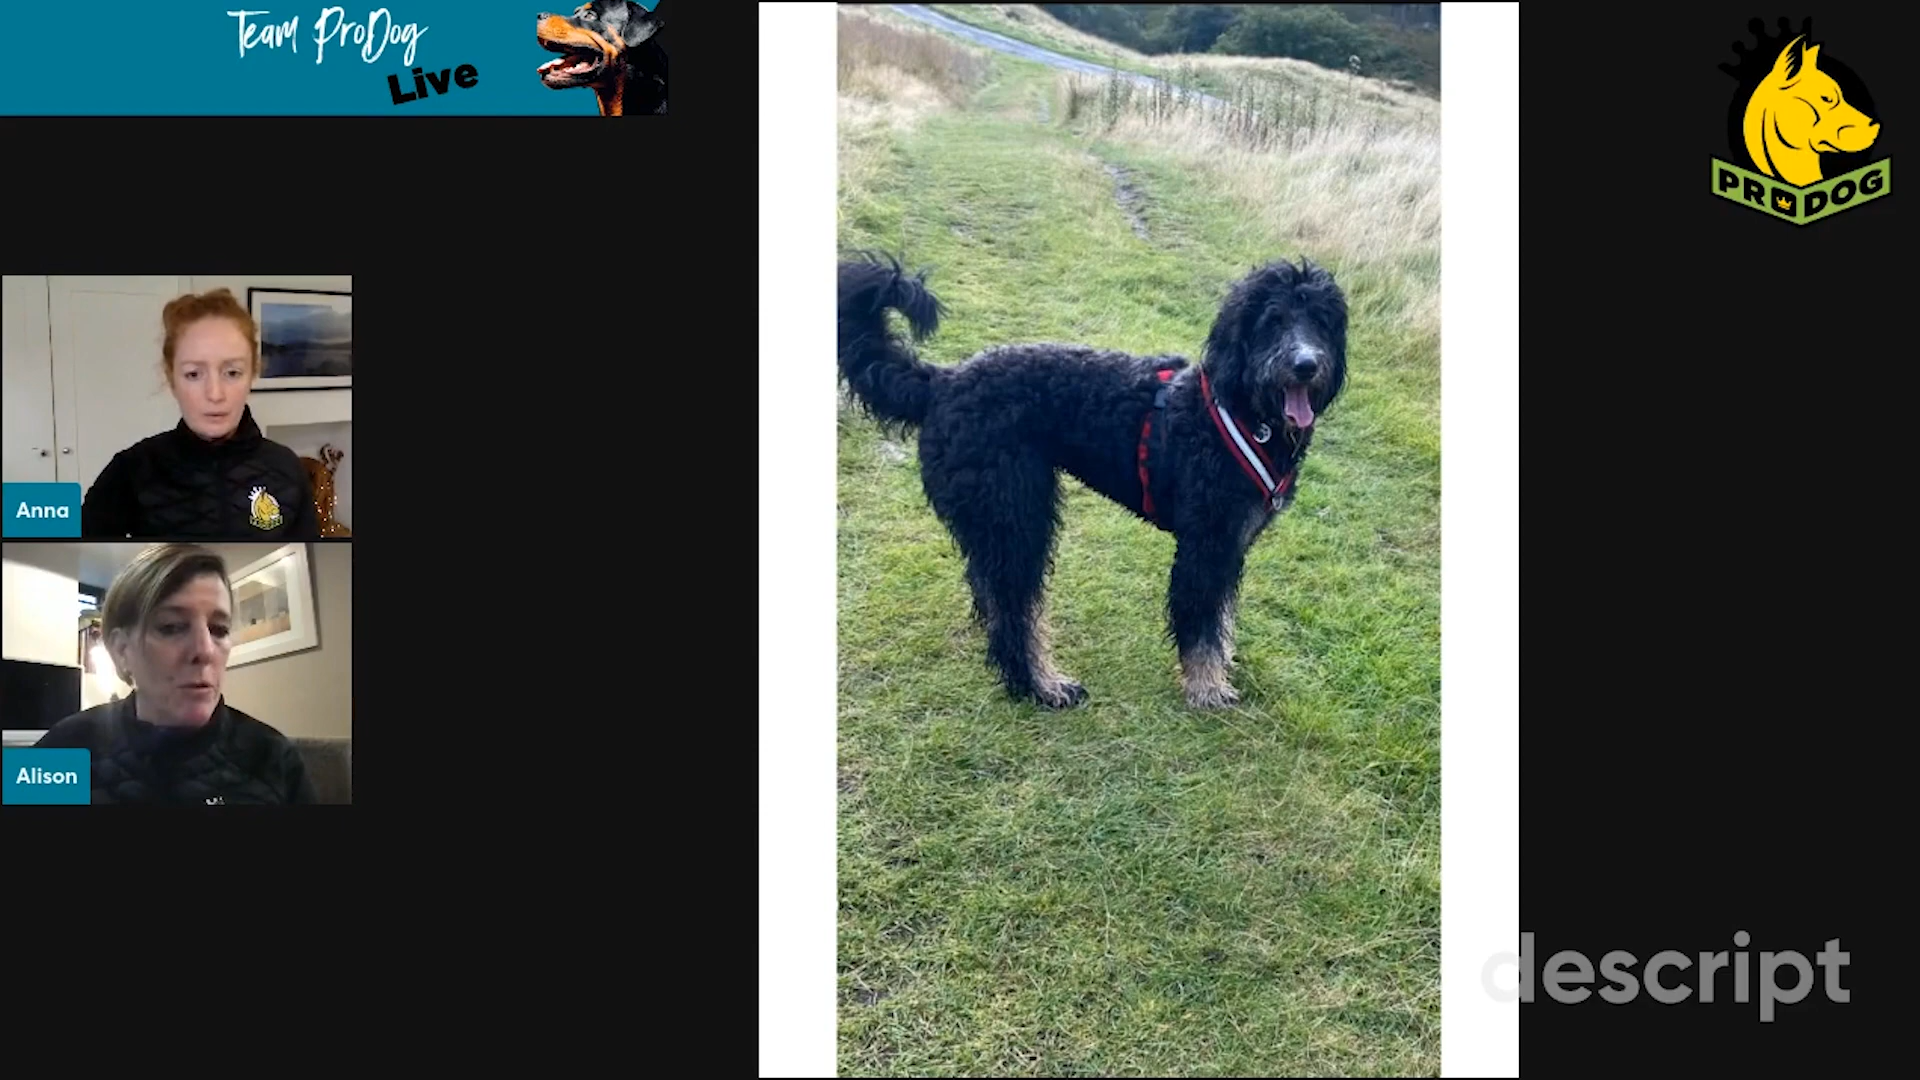 Team ProDog
Live
PRODOG
Anna
Alison
descript